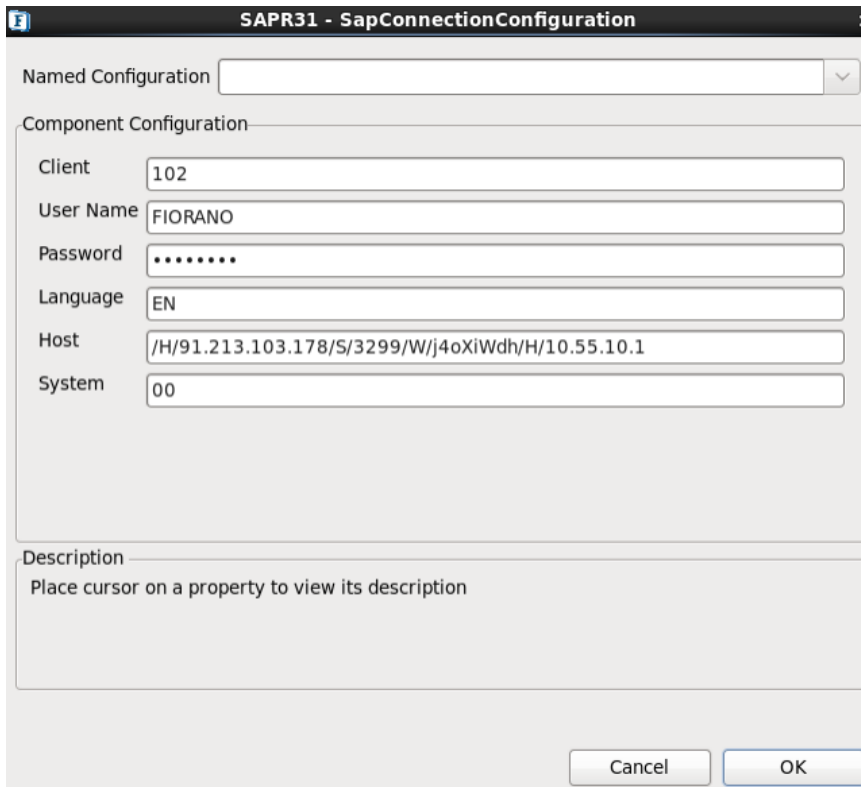 SAPR31 - SapConnectionConfiguration
Named Configuration
Component Configuration
Client 102
User Name FIORANO
Password ••••••••
Language EN
Host /H/91.213.103.178/S/3299/W/j4oXiWdh/H/10.55.10.1
System 00
Description
Place cursor on a property to view its description
Cancel OK